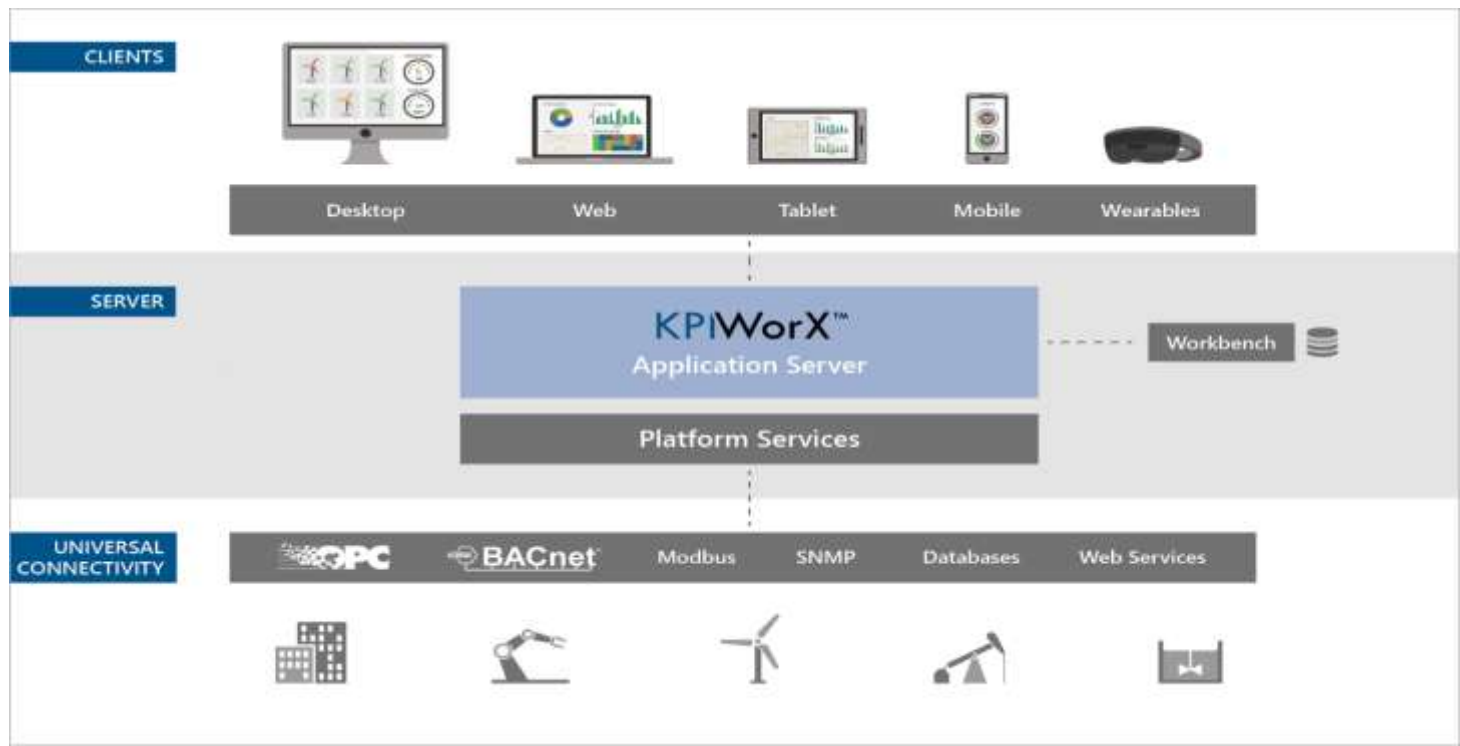 CLIENTS
Desktop Web Tablet Mobile Wearables
SERVER
KPIWorX™
Application Server
Workbench
Platform Services
UNIVERSAL
CONNECTIVITY
OPC BACnet Modbus SNMP Databases Web Services